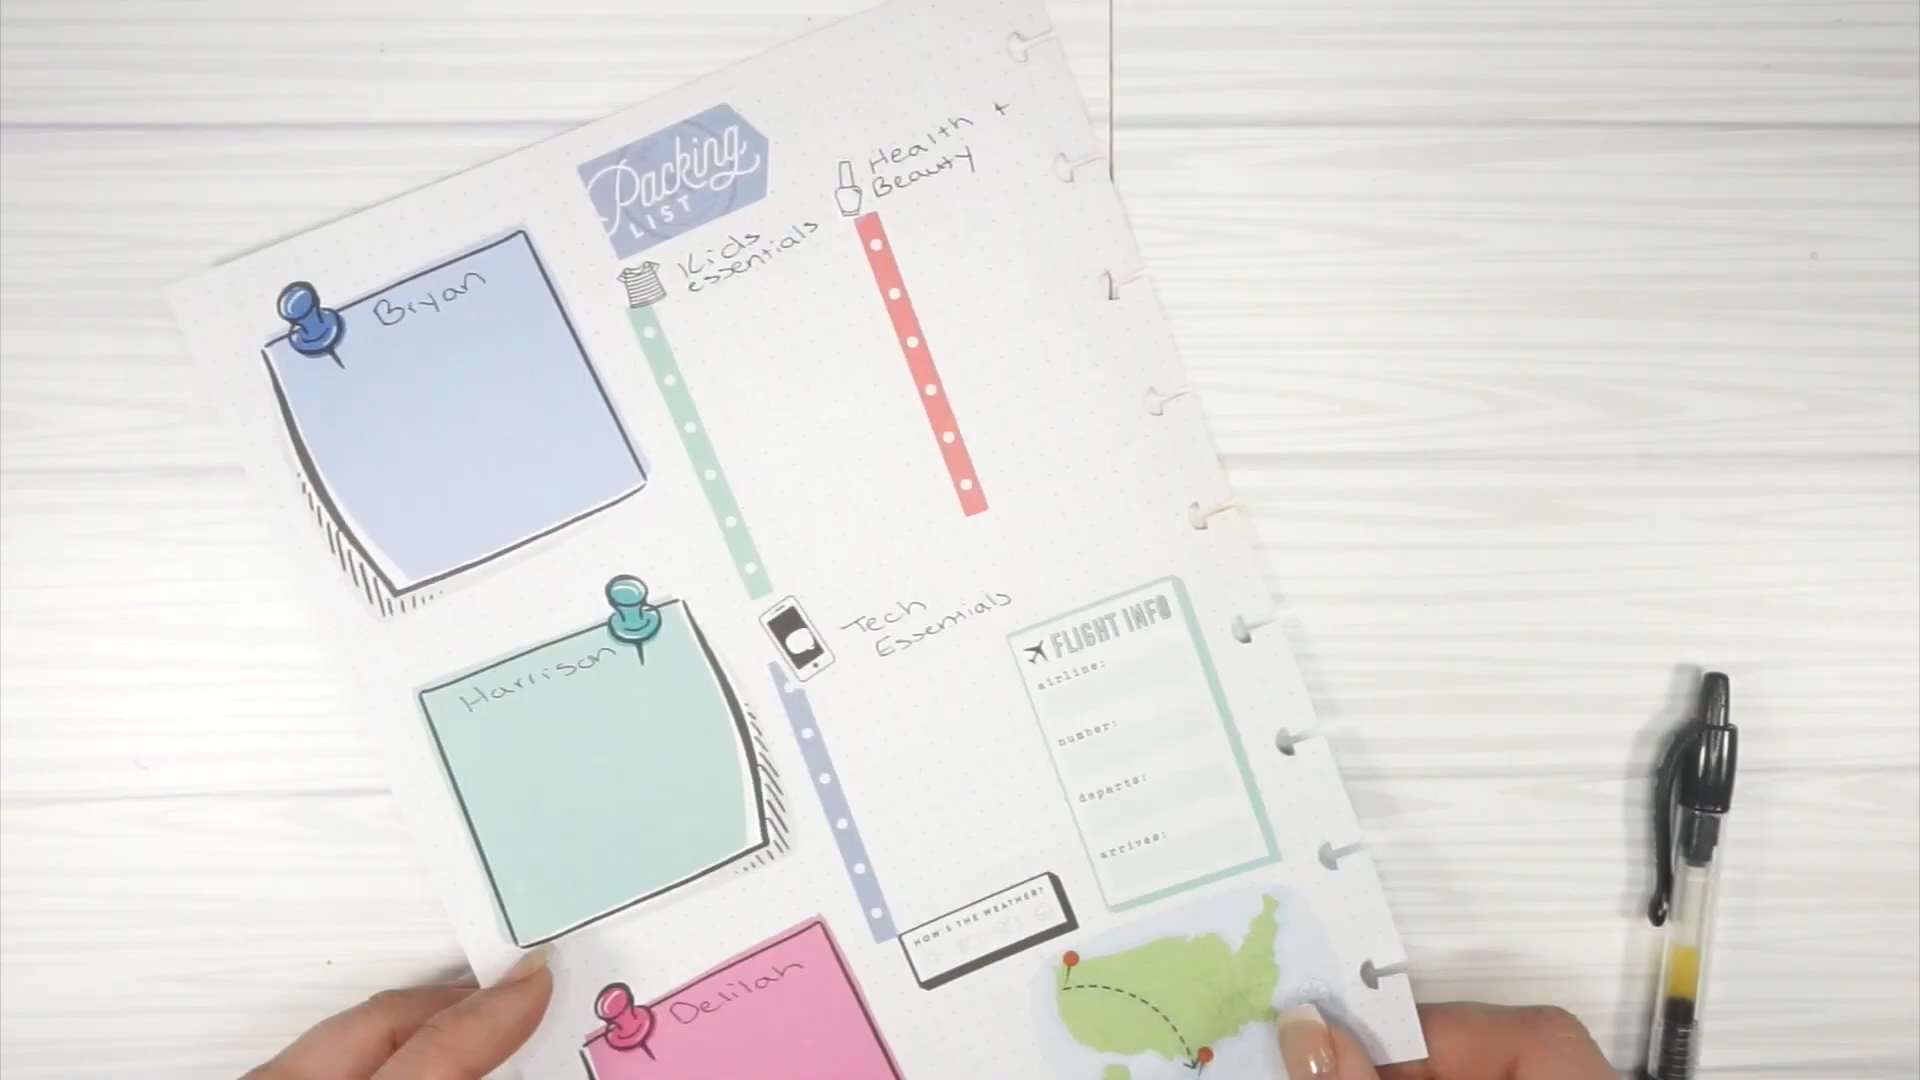 Packing
LIST
Health +
Beauty
Kids
essentials
Bryan
Tech
Essentials
FLIGHT INFO
airline:
number:
departs:
arrives:
Harrison
HOW'S THE WEATHER?
Delilah